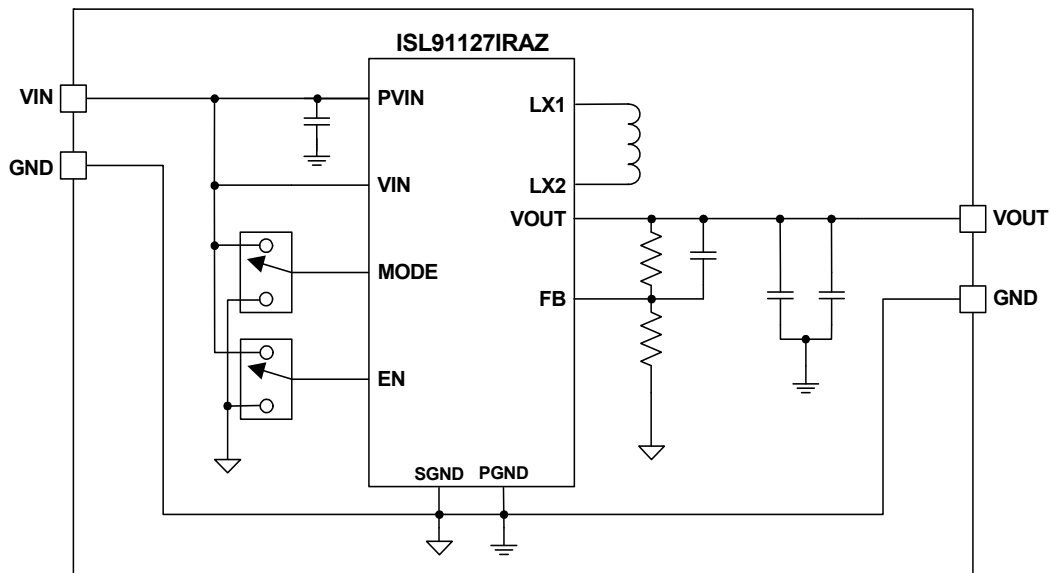 ISL91127IRAZ
VIN
PVIN
LX1
GND
VIN
LX2
VOUT
VOUT
MODE
FB
GND
EN
SGND
PGND